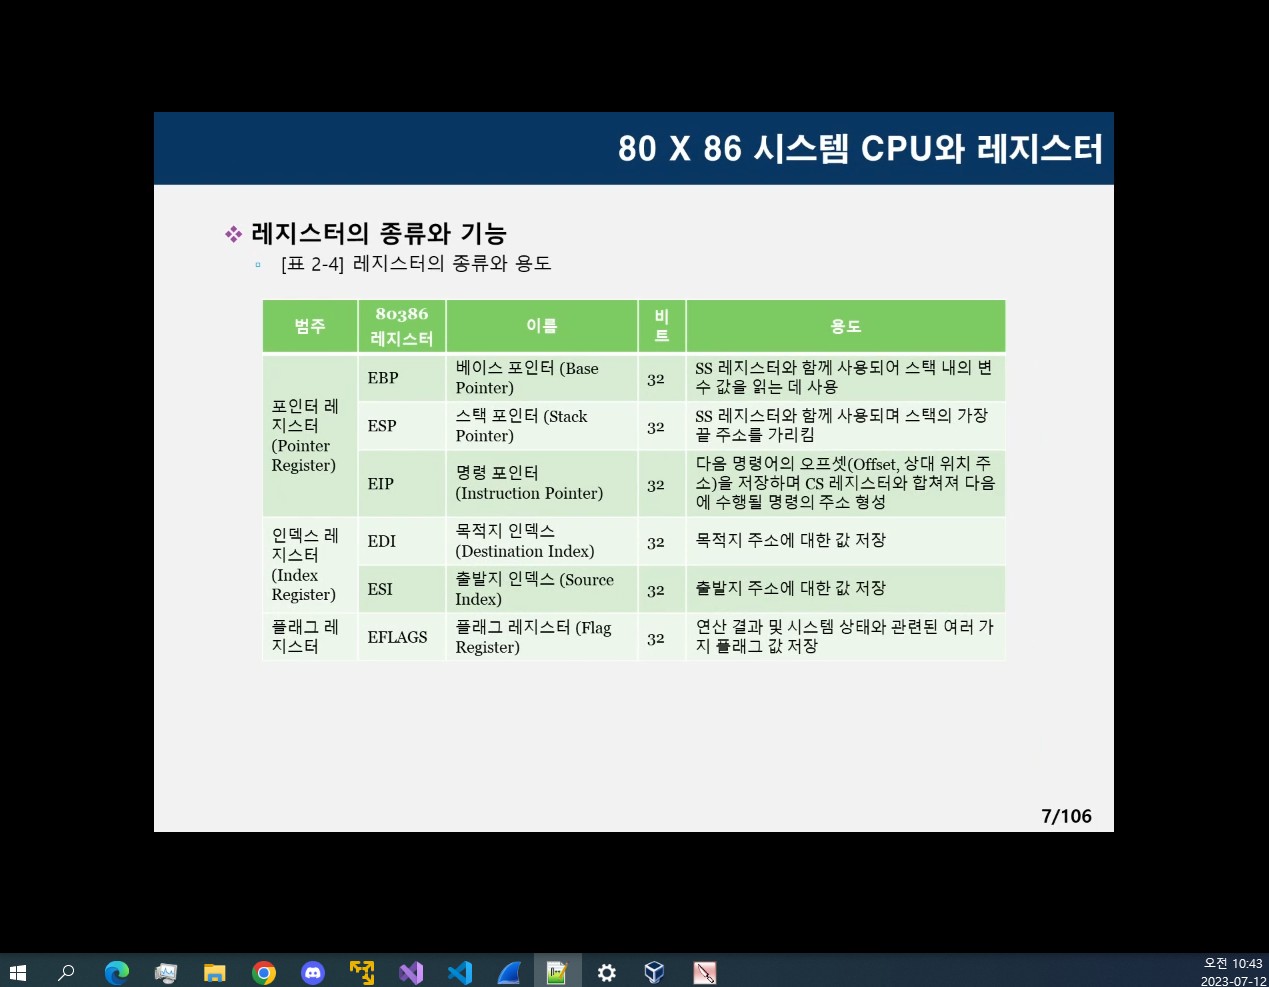 80 X 86 시스템 CPU와 레지스터
레지스터의 종류와 기능
[표 2-4] 레지스터의 종류와 용도
범주
80386
레지스터
이름
비
트
용도
포인터 레
지스터
(Pointer
Register)
EBP
베이스 포인터 (Base
Pointer)
32
SS 레지스터와 함께 사용되어 스택 내의 변
수 값을 읽는 데 사용
ESP
스택 포인터 (Stack
Pointer)
32
SS 레지스터와 함께 사용되며 스택의 가장
끝 주소를 가리킴
EIP
명령 포인터
(Instruction Pointer)
32
다음 명령어의 오프셋(Offset, 상대 위치 주
소)을 저장하며 CS 레지스터와 합쳐져 다음
에 수행될 명령의 주소 형성
인덱스 레
지스터
(Index
Register)
EDI
목적지 인덱스
(Destination Index)
32
목적지 주소에 대한 값 저장
ESI
출발지 인덱스 (Source
Index)
32
출발지 주소에 대한 값 저장
플래그 레
지스터
EFLAGS
플래그 레지스터 (Flag
Register)
32
연산 결과 및 시스템 상태와 관련된 여러 가
지 플래그 값 저장
7/106
오전 10:43
2023-07-12